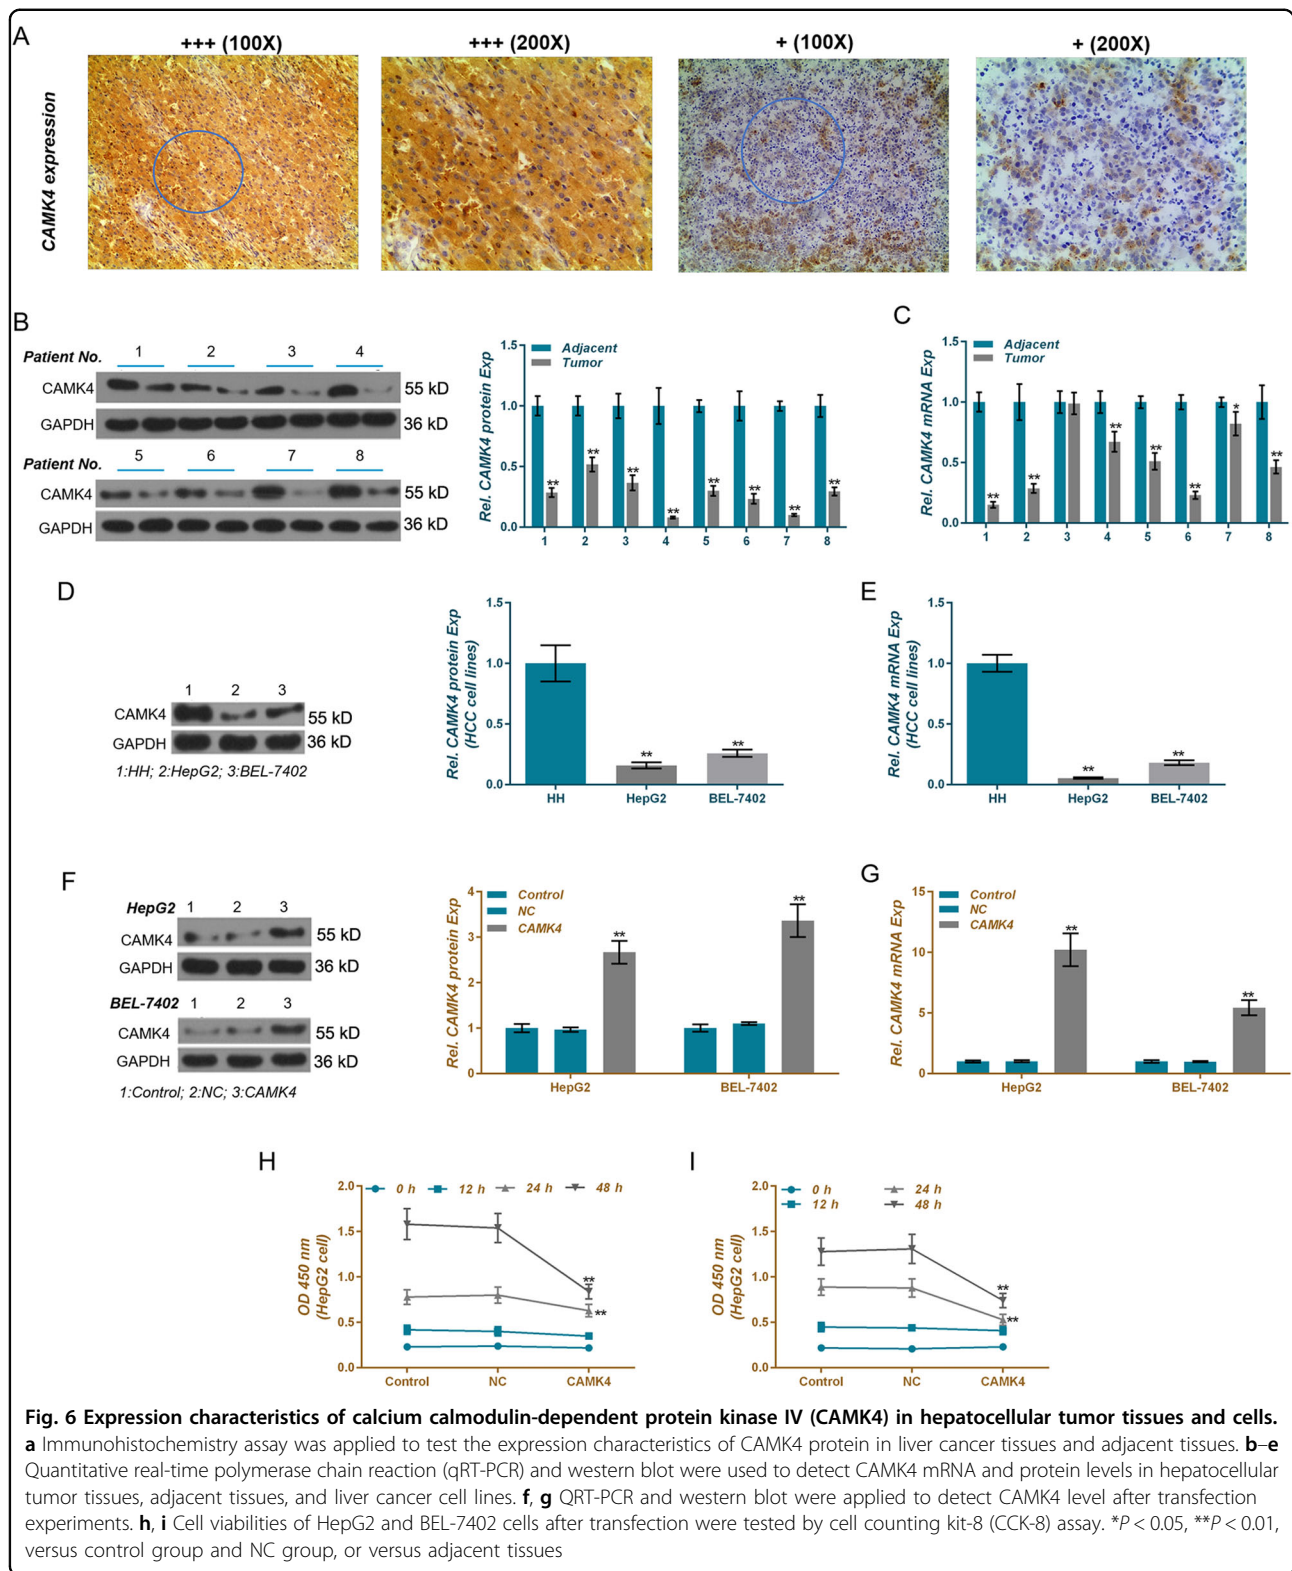 A
+++ (100X)
+++ (200X)
+ (100X)
+ (200X)
CAMK4 expression
B
Patient No.
1
2
3
4
CAMK4
55 kD
GAPDH
36 kD
Patient No.
5
6
7
8
CAMK4
55 kD
GAPDH
36 kD
Rel. CAMK4 protein Exp
1.5
1.0
0.5
0.0
Adjacent
Tumor
**
**
**
**
**
**
**
**
1
2
3
4
5
6
7
8
C
Rel. CAMK4 mRNA Exp
1.5
1.0
0.5
0.0
Adjacent
Tumor
**
**
**
**
**
*
**
1
2
3
4
5
6
7
8
D
1
2
3
CAMK4
55 kD
GAPDH
36 kD
1:HH; 2:HepG2; 3:BEL-7402
Rel. CAMK4 protein Exp
(HCC cell lines)
1.5
1.0
0.5
0.0
**
**
HH
HepG2
BEL-7402
E
Rel. CAMK4 mRNA Exp
(HCC cell lines)
1.5
1.0
0.5
0.0
**
**
HH
HepG2
BEL-7402
F
HepG2
1
2
3
CAMK4
55 kD
GAPDH
36 kD
BEL-7402
1
2
3
CAMK4
55 kD
GAPDH
36 kD
1:Control; 2:NC; 3:CAMK4
Rel. CAMK4 protein Exp
4
3
2
1
0
Control
NC
CAMK4
**
**
HepG2
BEL-7402
G
Rel. CAMK4 mRNA Exp
15
10
5
0
Control
NC
CAMK4
**
**
HepG2
BEL-7402
H
OD 450 nm
(HepG2 cell)
2.0
1.5
1.0
0.5
0.0
0 h
12 h
24 h
48 h
**
**
Control
NC
CAMK4
I
OD 450 nm
(HepG2 cell)
2.0
1.5
1.0
0.5
0.0
0 h
12 h
24 h
48 h
**
**
Control
NC
CAMK4
Fig. 6 Expression characteristics of calcium calmodulin-dependent protein kinase IV (CAMK4) in hepatocellular tumor tissues and cells.
a Immunohistochemistry assay was applied to test the expression characteristics of CAMK4 protein in liver cancer tissues and adjacent tissues. b–e
Quantitative real-time polymerase chain reaction (qRT-PCR) and western blot were used to detect CAMK4 mRNA and protein levels in hepatocellular
tumor tissues, adjacent tissues, and liver cancer cell lines. f, g QRT-PCR and western blot were applied to detect CAMK4 level after transfection
experiments. h, i Cell viabilities of HepG2 and BEL-7402 cells after transfection were tested by cell counting kit-8 (CCK-8) assay. *P < 0.05, **P < 0.01,
versus control group and NC group, or versus adjacent tissues